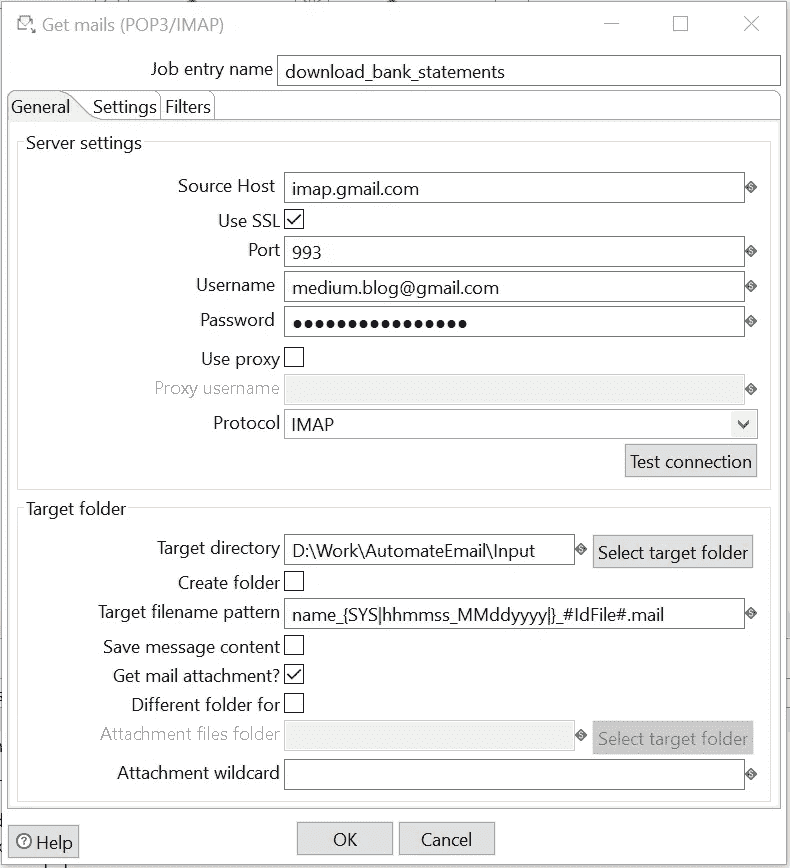 Get mails (POP3/IMAP)
Job entry name download_bank_statements
General Settings Filters
Server settings
Source Host imap.gmail.com
Use SSL
Port 993
Username medium.blog@gmail.com
Password ●●●●●●●●●●●●●●●●
Use proxy
Proxy username
Protocol IMAP
Test connection
Target folder
Target directory D:\Work\AutomateEmail\Input Select target folder
Create folder
Target filename pattern name_{SYS|hhmmss_MMddyyyy|}_#IdFile#.mail
Save message content
Get mail attachment?
Different folder for
Attachment files folder Select target folder
Attachment wildcard
Help OK Cancel